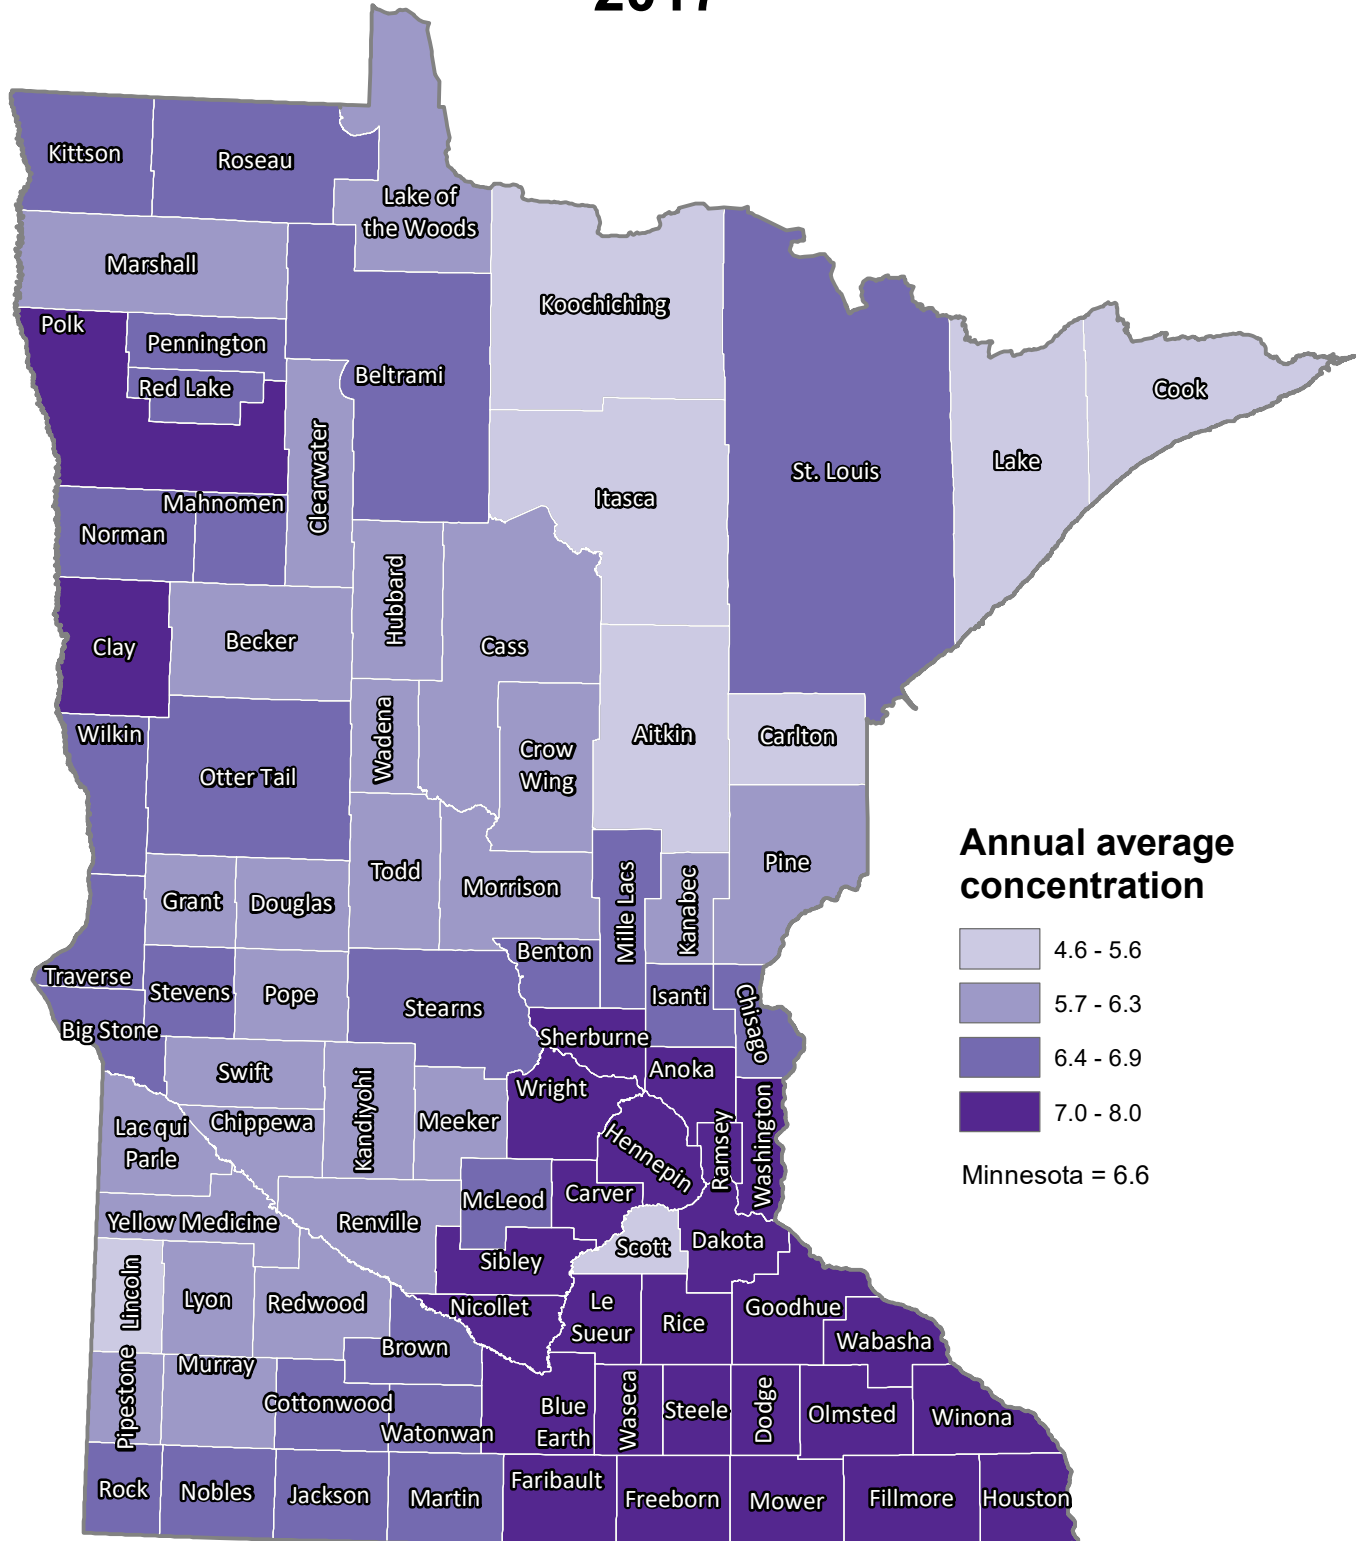 2017
Kittson
Roseau
Lake of
the Woods
Marshall
Koochiching
Polk
Pennington
Red Lake
Beltrami
Cook
Clearwater
St. Louis
Lake
Itasca
Mahnomen
Norman
Hubbard
Clay
Becker
Cass
Wilkin
Wadena
Aitkin
Carlton
Otter Tail
Crow
Wing
Todd
Morrison
Pine
Grant
Douglas
Mille Lacs
Kanabec
Benton
Traverse
Stevens
Pope
Stearns
Isanti
Chisago
Big Stone
Sherburne
Swift
Kandiyohi
Anoka
Wright
Meeker
Chippewa
Lac qui
Parle
Hennepin
Ramsey
Washington
McLeod
Carver
Yellow Medicine
Renville
Scott
Dakota
Sibley
Lincoln
Lyon
Redwood
Nicollet
Le
Sueur
Rice
Goodhue
Wabasha
Brown
Murray
Pipestone
Cottonwood
Watonwan
Blue
Earth
Waseca
Steele
Dodge
Olmsted
Winona
Rock
Nobles
Jackson
Martin
Faribault
Freeborn
Mower
Fillmore
Houston
Annual average
concentration
4.6 - 5.6
5.7 - 6.3
6.4 - 6.9
7.0 - 8.0
Minnesota = 6.6